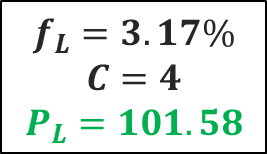 f_L = 3.17%
C = 4
P_L = 101.58